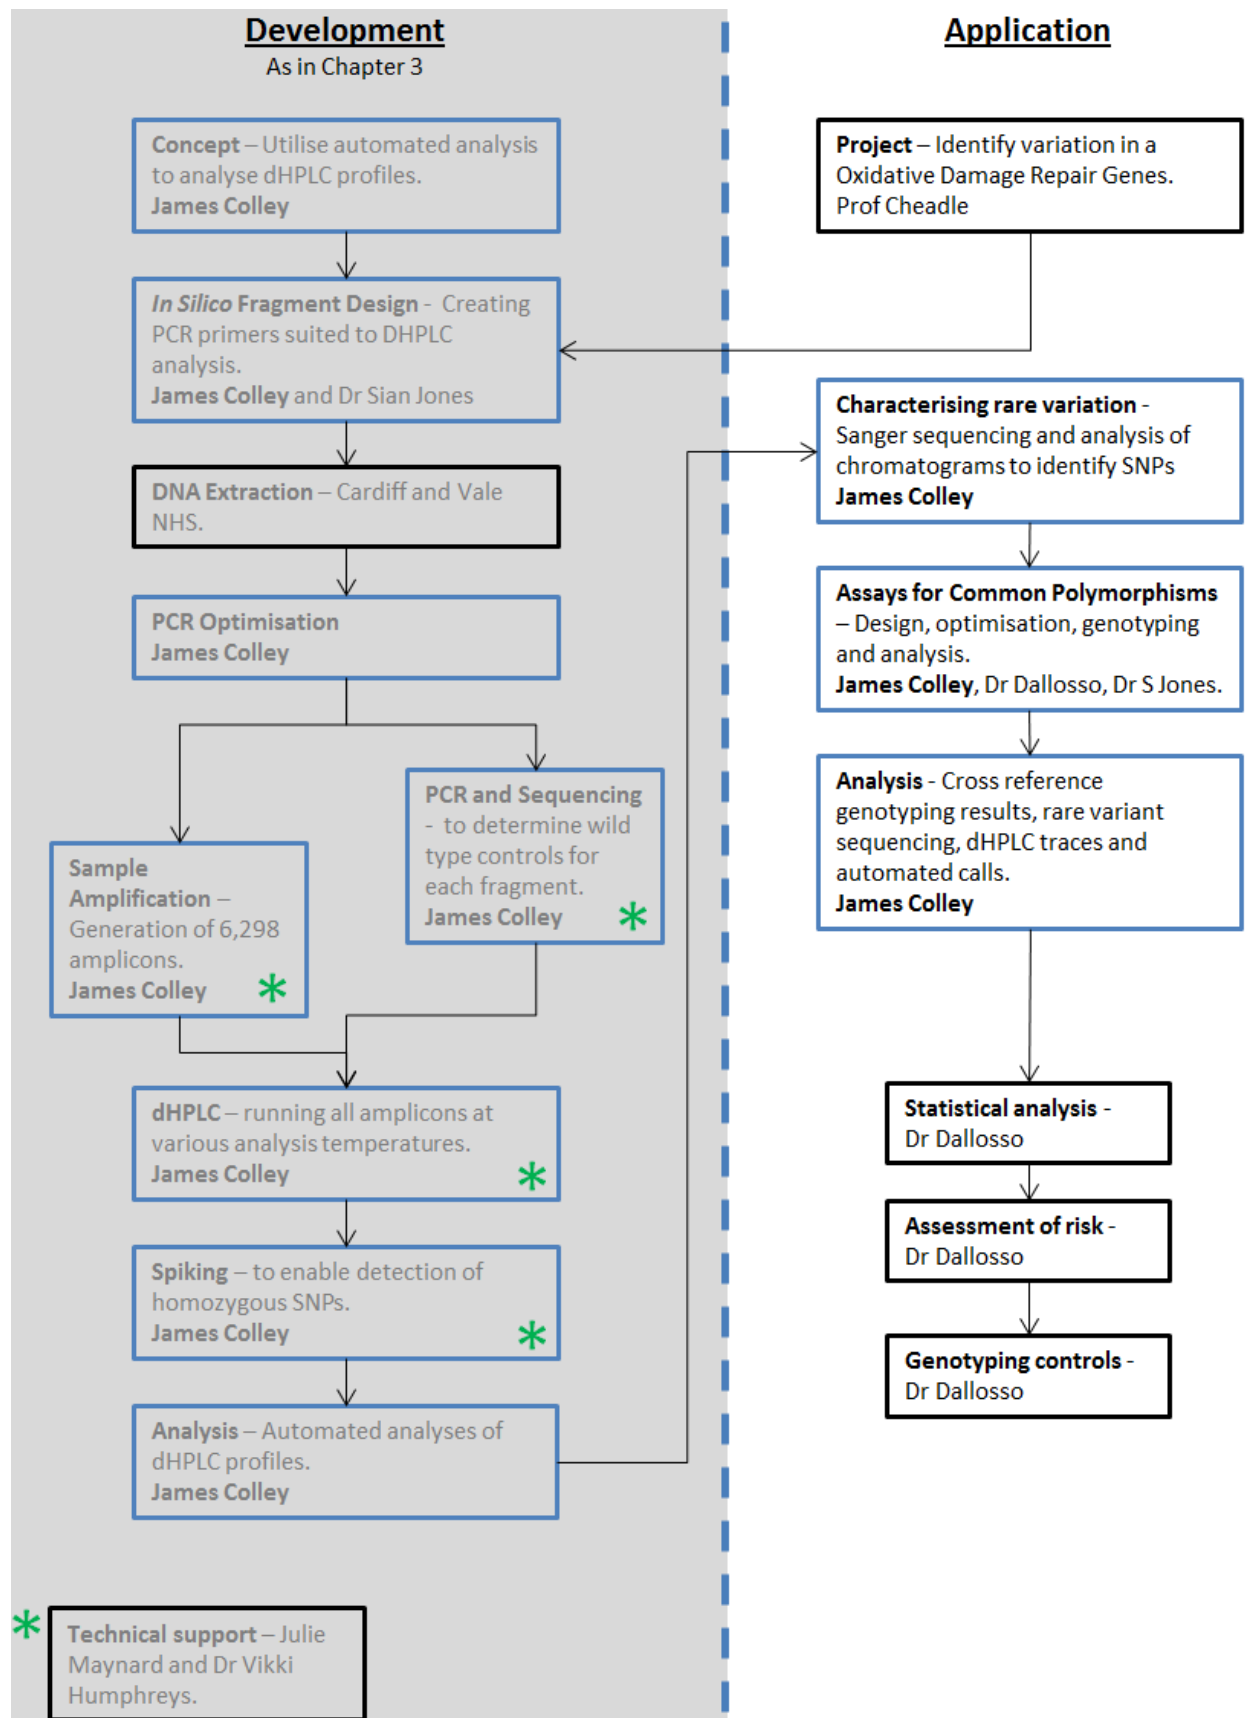 Development
As in Chapter 3
Concept – Utilise automated analysis
to analyse dHPLC profiles.
James Colley
In Silico Fragment Design - Creating
PCR primers suited to DHPLC
analysis.
James Colley and Dr Sian Jones
DNA Extraction – Cardiff and Vale
NHS.
PCR Optimisation
James Colley
Sample
Amplification –
Generation of 6,298
amplicons.
James Colley *
PCR and Sequencing
- to determine wild
type controls for
each fragment.
James Colley *
dHPLC – running all amplicons at
various analysis temperatures.
James Colley *
Spiking – to enable detection of
homozygous SNPs.
James Colley *
Analysis – Automated analyses of
dHPLC profiles.
James Colley
* Technical support – Julie
Maynard and Dr Vikki
Humphreys.
Application
Project – Identify variation in a
Oxidative Damage Repair Genes.
Prof Cheadle
Characterising rare variation -
Sanger sequencing and analysis of
chromatograms to identify SNPs
James Colley
Assays for Common Polymorphisms
– Design, optimisation, genotyping
and analysis.
James Colley, Dr Dallosso, Dr S Jones.
Analysis - Cross reference
genotyping results, rare variant
sequencing, dHPLC traces and
automated calls.
James Colley
Statistical analysis -
Dr Dallosso
Assessment of risk -
Dr Dallosso
Genotyping controls -
Dr Dallosso